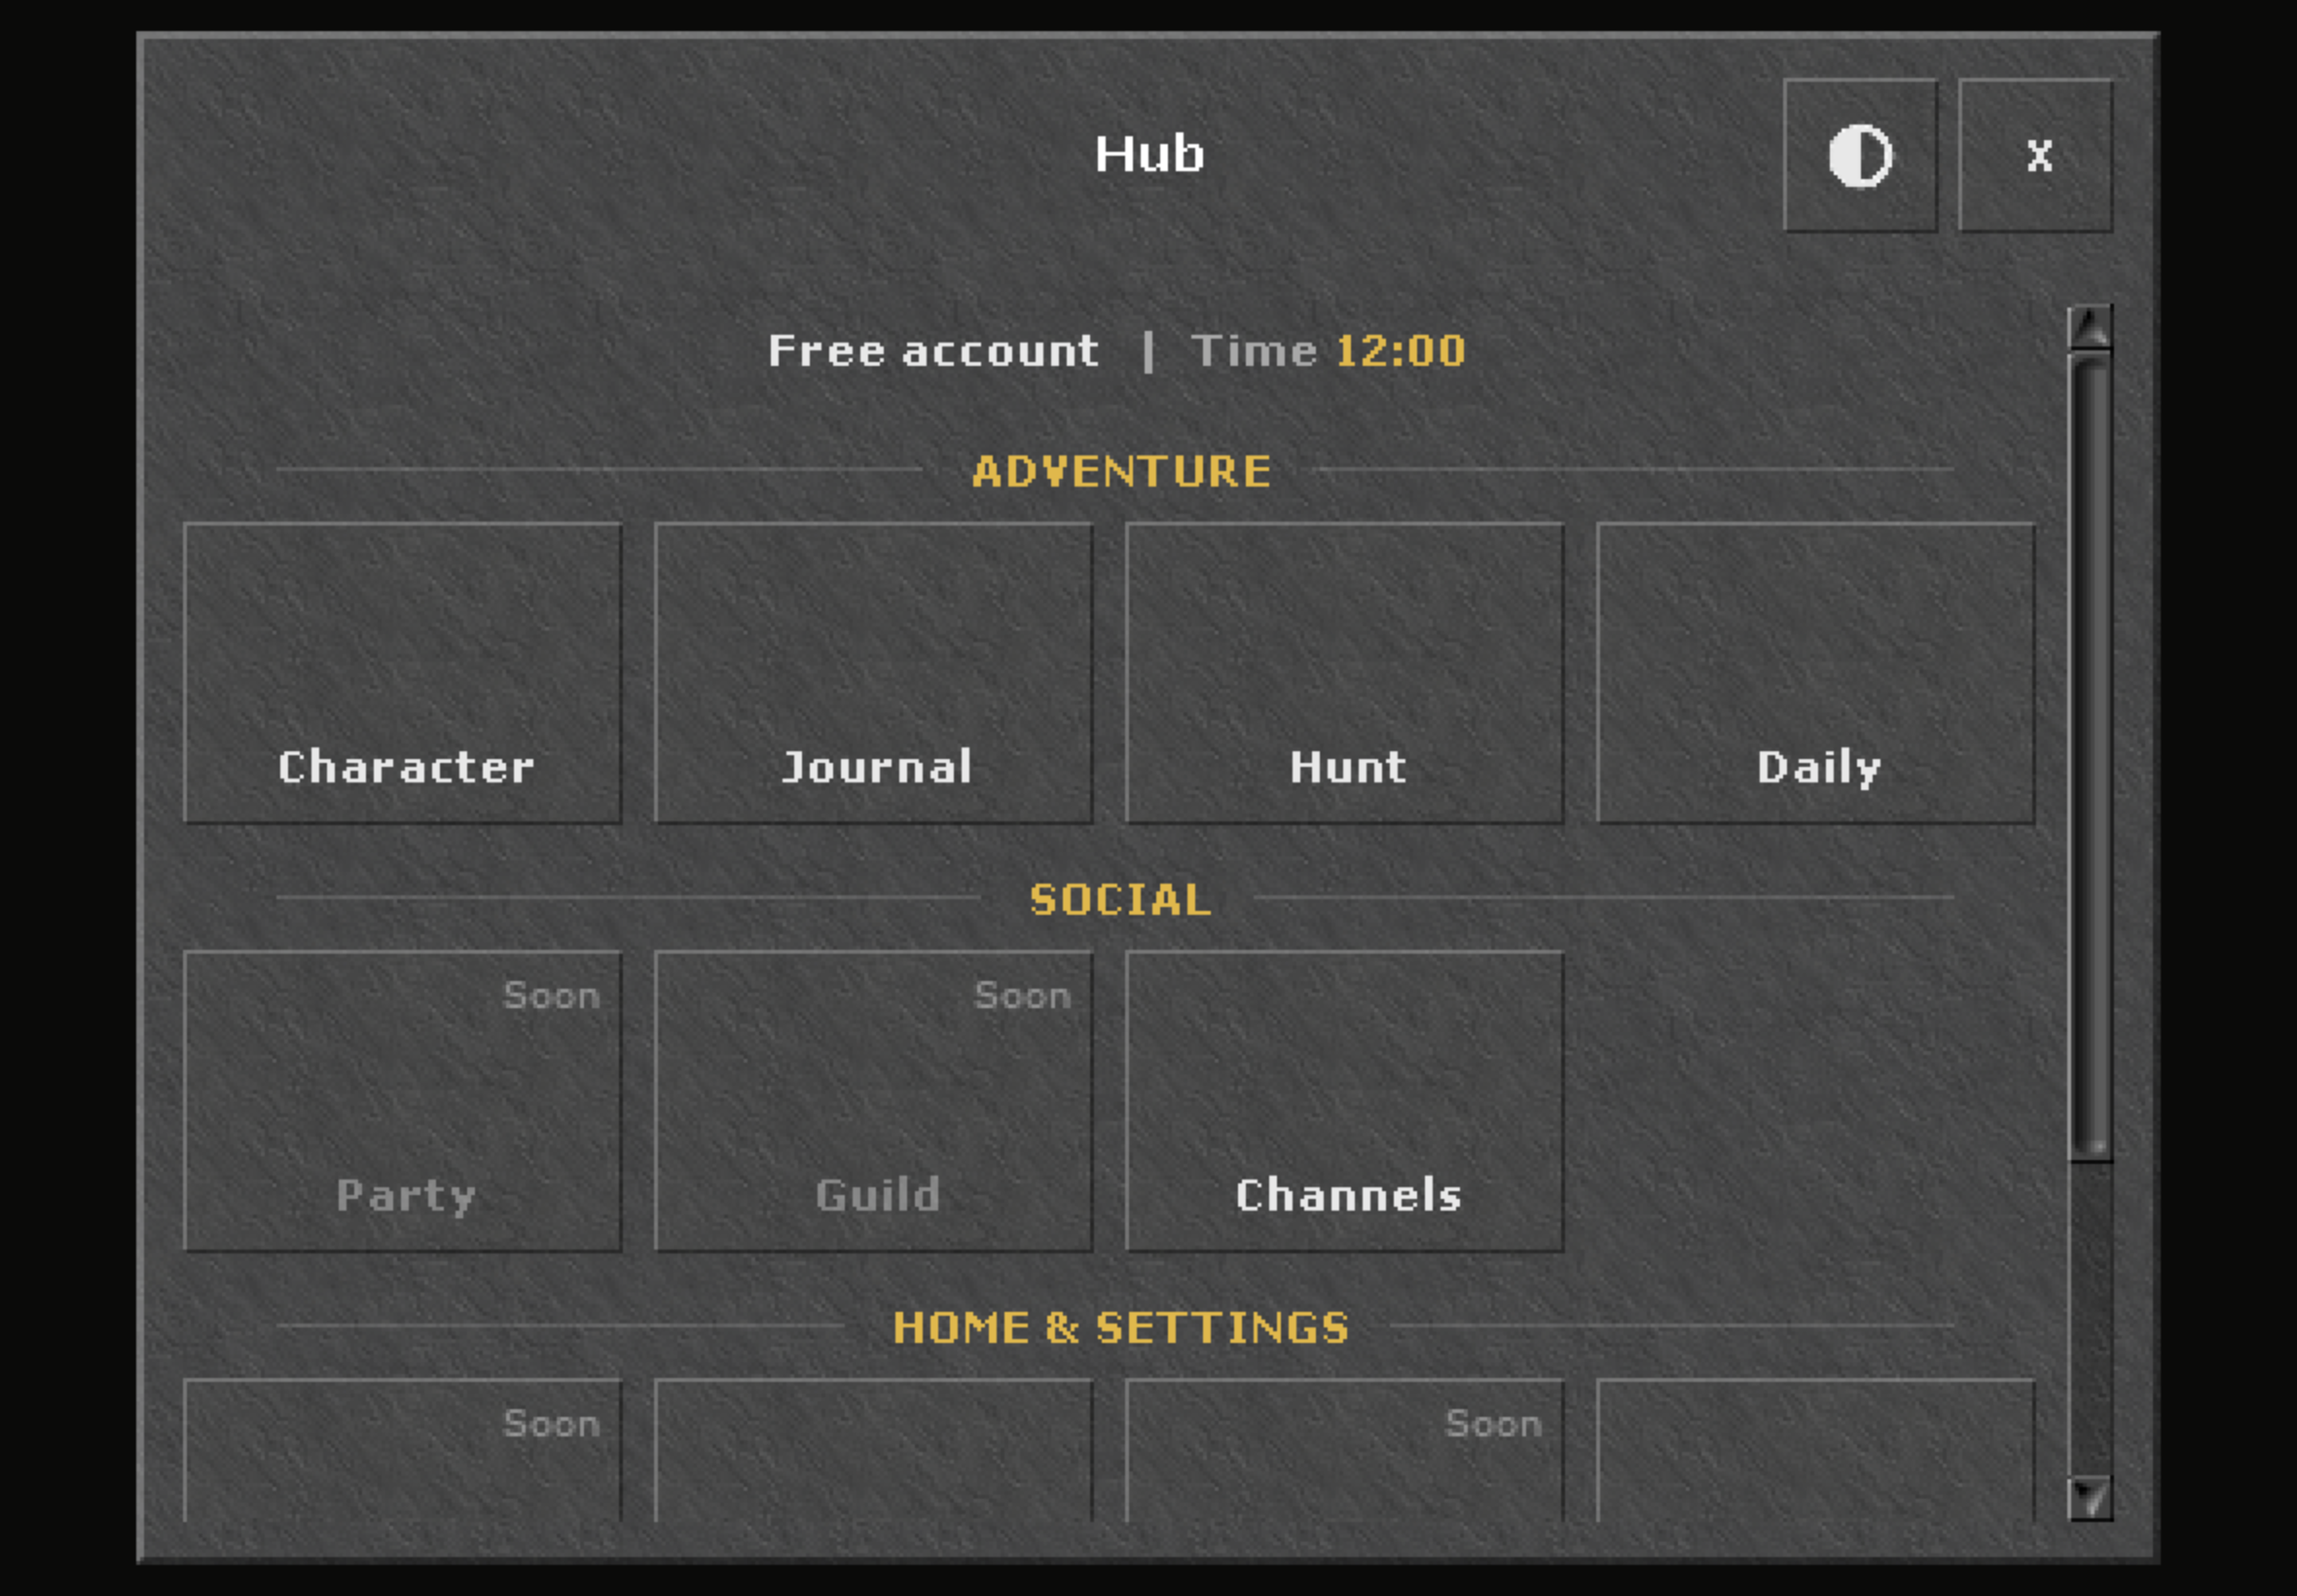 Hub
X
Free account | Time 12:00
ADVENTURE
Character Journal Hunt Daily
SOCIAL
Soon Soon
Party Guild Channels
HOME & SETTINGS
Soon Soon